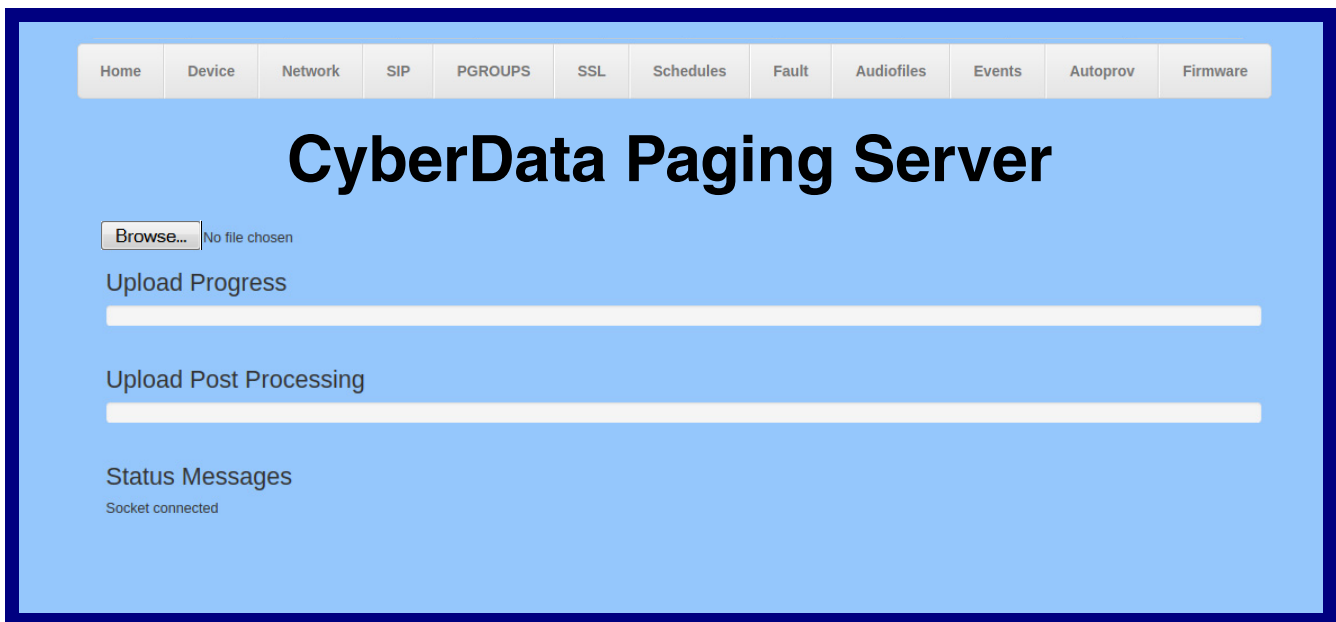 Home Device Network SIP PGROUPS SSL Schedules Fault Audiofiles Events Autoprov Firmware
CyberData Paging Server
Browse... No file chosen
Upload Progress
Upload Post Processing
Status Messages
Socket connected